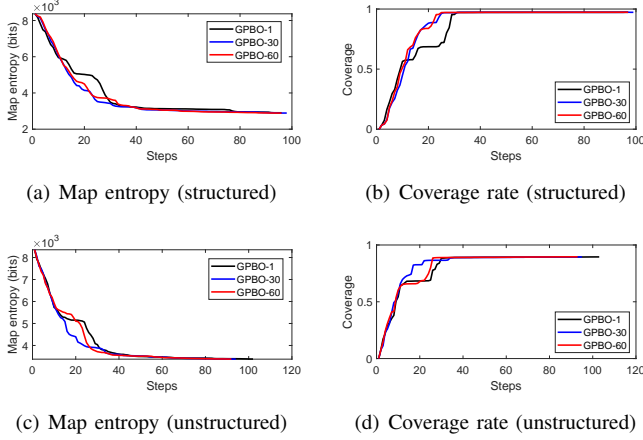 ×10³
8
6
4
2
Map entropy (bits)
GPBO-1
GPBO-30
GPBO-60
0 20 40 60 80 100
Steps
(a) Map entropy (structured)
1
0.5
0
Coverage
GPBO-1
GPBO-30
GPBO-60
0 20 40 60 80 100
Steps
(b) Coverage rate (structured)
×10³
8
7
6
5
4
Map entropy (bits)
GPBO-1
GPBO-30
GPBO-60
0 20 40 60 80 100 120
Steps
(c) Map entropy (unstructured)
1
0.5
0
Coverage
GPBO-1
GPBO-30
GPBO-60
0 20 40 60 80 100 120
Steps
(d) Coverage rate (unstructured)